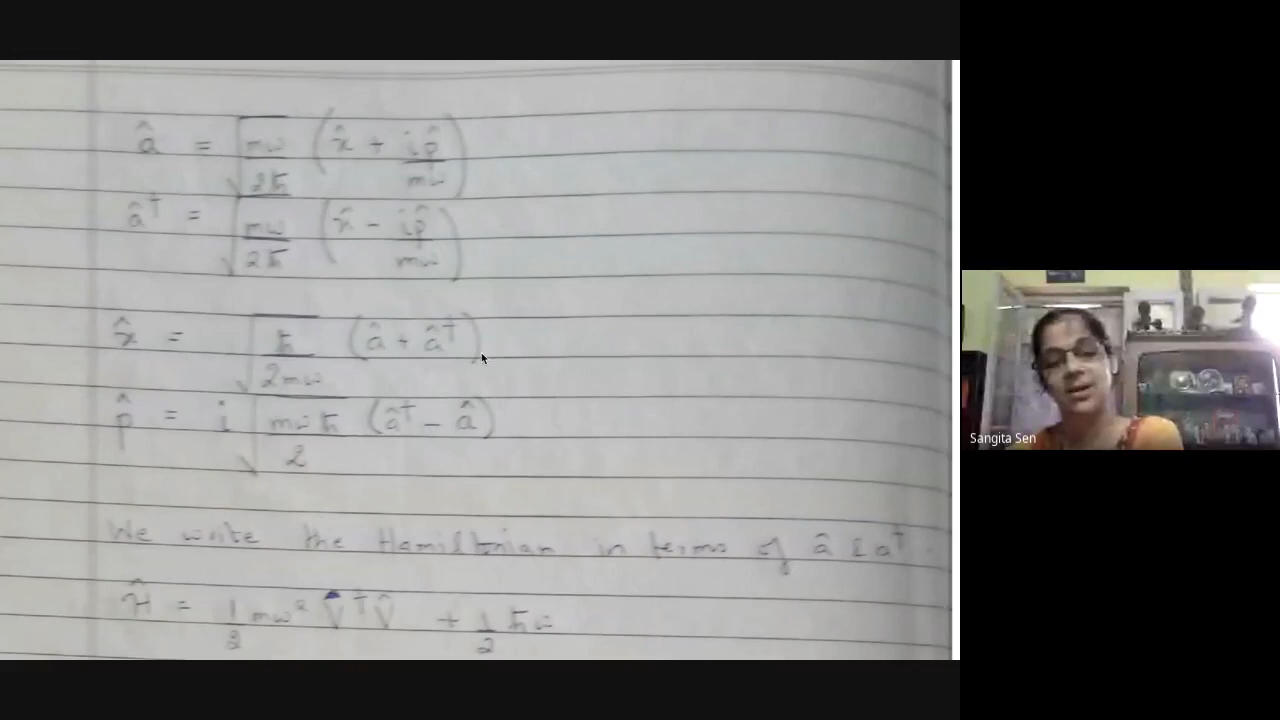 â = √(mω/2ħ) (x̂ + ip̂/mω)
â† = √(mω/2ħ) (x̂ − ip̂/mω)
x̂ = √(ħ/2mω) (â + â†)
p̂ = i √(mωħ/2) (â† − â)
We write the Hamiltonian in terms of â & a†.
Ĥ = 1/2 mω² V̂†V̂ + 1/2 ħω
Sangita Sen